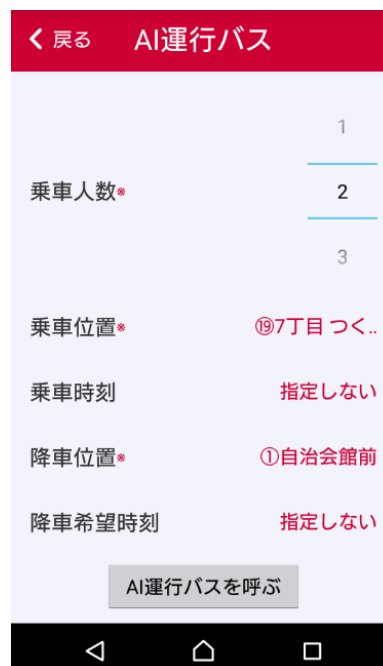 戻る AI運行バス
1
乗車人数※ 2
3
乗車位置※ ⑲7丁目 つく..
乗車時刻 指定しない
降車位置※ ①自治会館前
降車希望時刻 指定しない
AI運行バスを呼ぶ